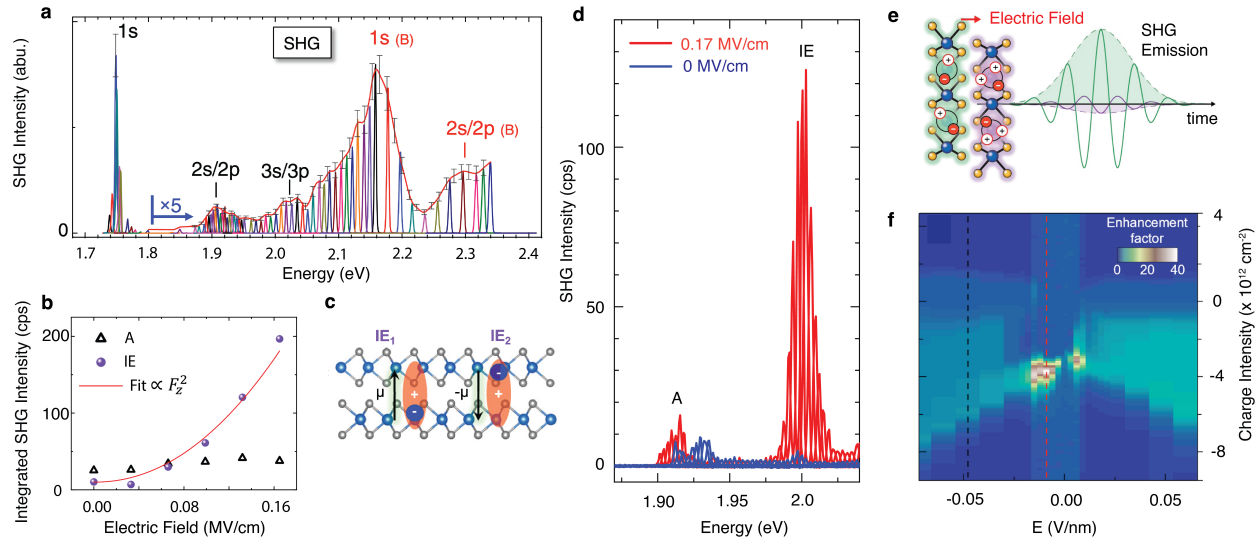 a
SHG Intensity (abu.)
0
1s
SHG
×5
2s/2p
3s/3p
1s (B)
2s/2p (B)
1.7 1.8 1.9 2.0 2.1 2.2 2.3 2.4
Energy (eV)
b
Integrated SHG Intensity (cps)
200
100
0
A
IE
Fit ∝ F_Z^2
0.00 0.04 0.08 0.12 0.16
Electric Field (MV/cm)
c
IE₁
IE₂
μ
-μ
+
-
-
+
d
SHG Intensity (cps)
100
50
0
0.17 MV/cm
0 MV/cm
IE
A
1.90 1.95 2.0
Energy (eV)
e
Electric Field
SHG
Emission
time
+
-
+
-
+
+
-
-
+
+
f
Enhancement
factor
0 20 40
4
0
-4
-8
Charge Intensity (x 10¹² cm⁻²)
-0.05 0.00 0.05
E (V/nm)